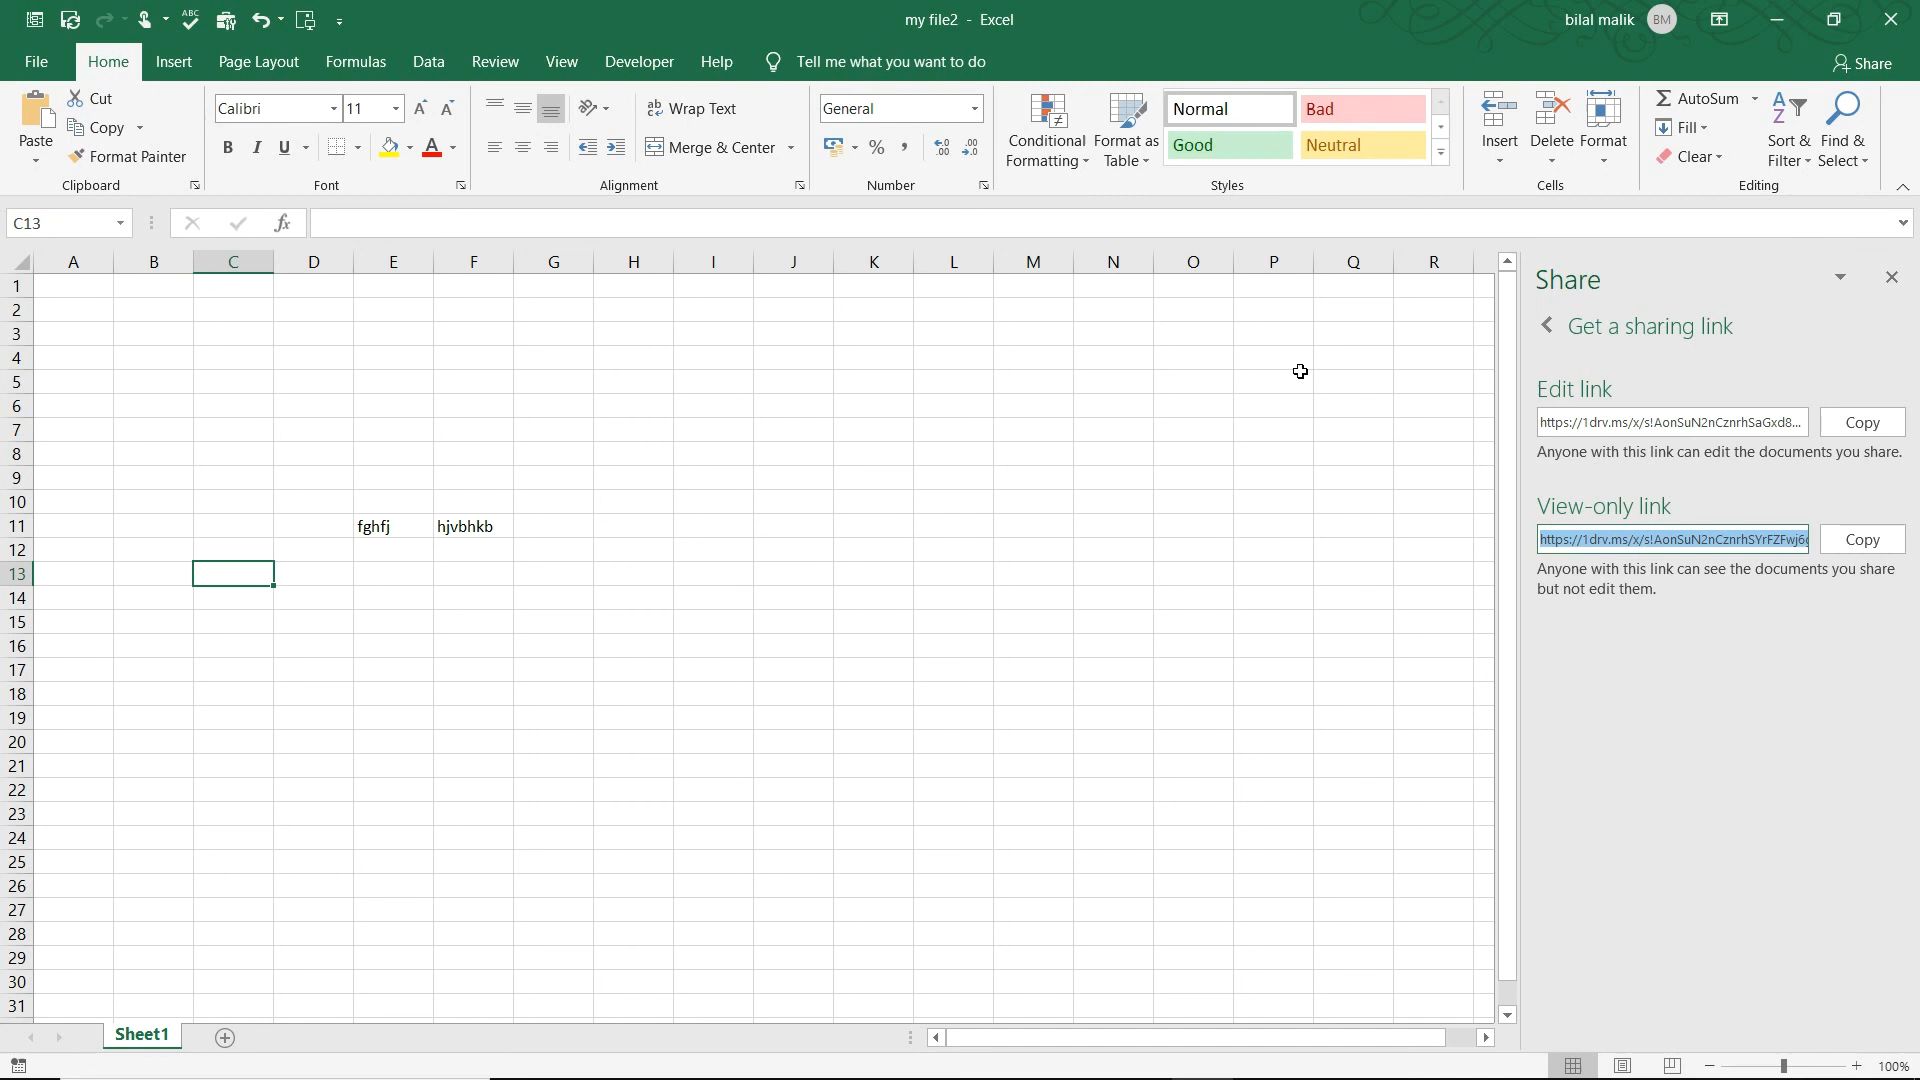 my file2 - Excel
bilal malik BM
File Home Insert Page Layout Formulas Data Review View Developer Help Tell me what you want to do Share
Paste Cut Copy Format Painter Clipboard
Calibri 11 B I U A Font
Wrap Text Merge & Center Alignment
General % , Number
Conditional Formatting Format as Table Normal Bad Good Neutral Styles
Insert Delete Format Cells
AutoSum Fill Clear Sort & Filter Find & Select Editing
C13 fx
A B C D E F G H I J K L M N O P Q R
1
2
3
4
5
6
7
8
9
10
11 fghfj hjvbhkb
12
13
14
15
16
17
18
19
20
21
22
23
24
25
26
27
28
29
30
31
Share
Get a sharing link
Edit link
https://1drv.ms/x/s!AonSuN2nCznrhSaGxd8... Copy
Anyone with this link can edit the documents you share.
View-only link
https://1drv.ms/x/s!AonSuN2nCznrhSYrFZFwj6 Copy
Anyone with this link can see the documents you share
but not edit them.
Sheet1
100%